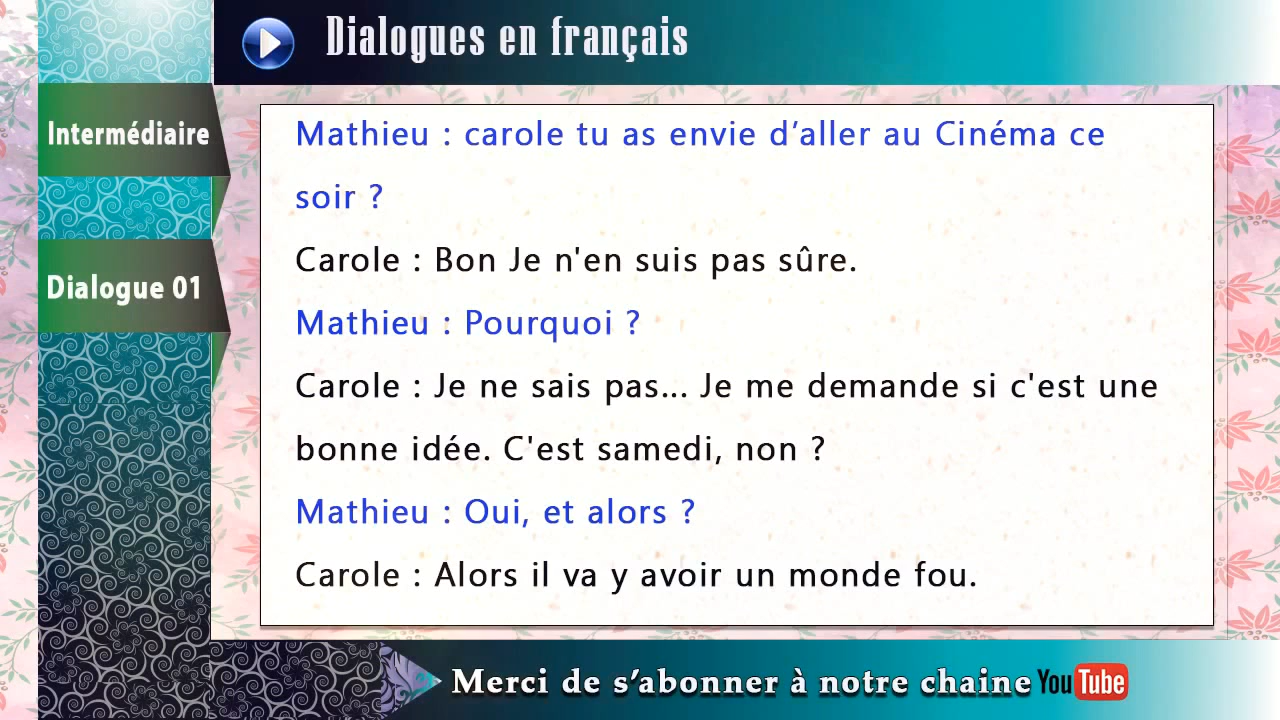 Dialogues en français
Intermédiaire
Dialogue 01
Mathieu : carole tu as envie d’aller au Cinéma ce
soir ?
Carole : Bon Je n'en suis pas sûre.
Mathieu : Pourquoi ?
Carole : Je ne sais pas... Je me demande si c'est une
bonne idée. C'est samedi, non ?
Mathieu : Oui, et alors ?
Carole : Alors il va y avoir un monde fou.
Merci de s’abonner à notre chaine YouTube